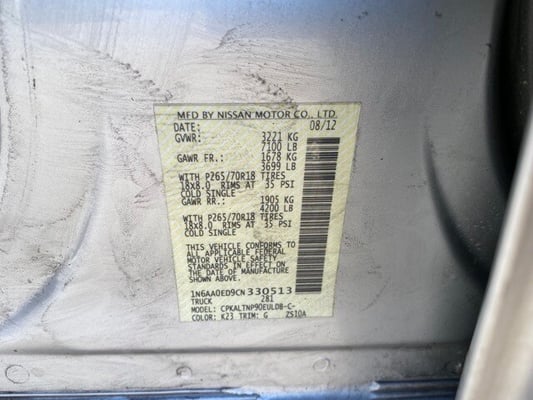 MFD BY NISSAN MOTOR CO., LTD.
DATE: 08/12
GVWR: 3221 KG
7100 LB
GAWR FR.: 1678 KG
3699 LB
WITH P265/70R18 TIRES
18X8.0 RIMS AT 35 PSI
COLD SINGLE
GAWR RR.: 1905 KG
4200 LB
WITH P265/70R18 TIRES
18X8.0 RIMS AT 35 PSI
COLD SINGLE
THIS VEHICLE CONFORMS TO
ALL APPLICABLE FEDERAL
MOTOR VEHICLE SAFETY
STANDARDS IN EFFECT ON
THE DATE OF MANUFACTURE
SHOWN ABOVE.
1N6AA0ED9CN330513
TRUCK 281
MODEL: CPKALTNP90EULDB-C-
COLOR: K23 TRIM: G ZS10A